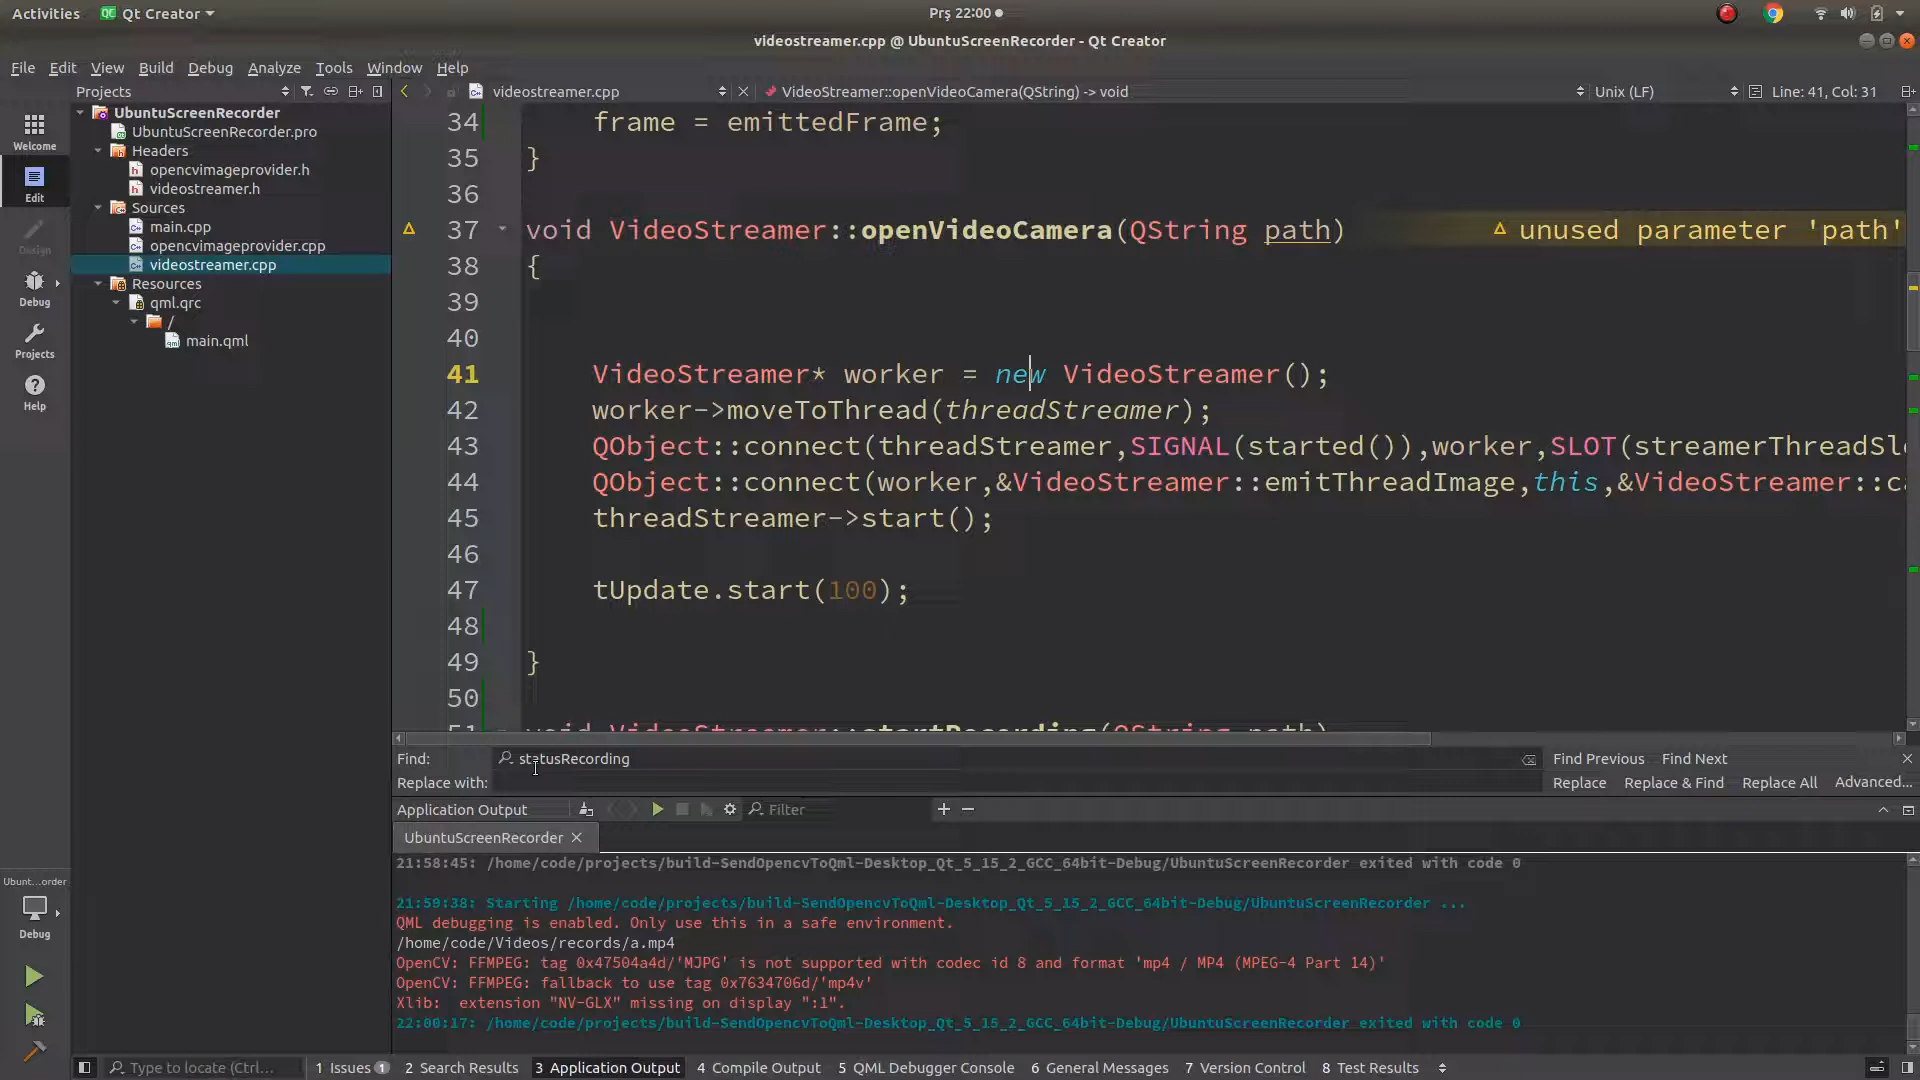 Activities Qt Creator Prş 22:00
videostreamer.cpp @ UbuntuScreenRecorder - Qt Creator
File Edit View Build Debug Analyze Tools Window Help
Projects videostreamer.cpp VideoStreamer::openVideoCamera(QString) -> void Unix (LF) Line: 41, Col: 31
UbuntuScreenRecorder
UbuntuScreenRecorder.pro
Headers
opencvimageprovider.h
videostreamer.h
Sources
main.cpp
opencvimageprovider.cpp
videostreamer.cpp
Resources
qml.qrc
/
main.qml
Welcome
Edit
Design
Debug
Projects
Help
34 frame = emittedFrame;
35 }
36
37 void VideoStreamer::openVideoCamera(QString path) unused parameter 'path'
38 {
39
40
41 VideoStreamer* worker = new VideoStreamer();
42 worker->moveToThread(threadStreamer);
43 QObject::connect(threadStreamer,SIGNAL(started()),worker,SLOT(streamerThreadSl
44 QObject::connect(worker,&VideoStreamer::emitThreadImage,this,&VideoStreamer::c
45 threadStreamer->start();
46
47 tUpdate.start(100);
48
49 }
50
51 void VideoStreamer::startRecording(QString path)
Find: statusRecording Find Previous Find Next
Replace with: Replace Replace & Find Replace All Advanced...
Application Output Filter
UbuntuScreenRecorder
21:58:45: /home/code/projects/build-SendOpencvToQml-Desktop_Qt_5_15_2_GCC_64bit-Debug/UbuntuScreenRecorder exited with code 0
21:59:38: Starting /home/code/projects/build-SendOpencvToQml-Desktop_Qt_5_15_2_GCC_64bit-Debug/UbuntuScreenRecorder ...
QML debugging is enabled. Only use this in a safe environment.
/home/code/Videos/records/a.mp4
OpenCV: FFMPEG: tag 0x47504a4d/'MJPG' is not supported with codec id 8 and format 'mp4 / MP4 (MPEG-4 Part 14)'
OpenCV: FFMPEG: fallback to use tag 0x7634706d/'mp4v'
Xlib: extension "NV-GLX" missing on display ":1".
22:00:17: /home/code/projects/build-SendOpencvToQml-Desktop_Qt_5_15_2_GCC_64bit-Debug/UbuntuScreenRecorder exited with code 0
Ubunt...order
Debug
Type to locate (Ctrl... 1 Issues 1 2 Search Results 3 Application Output 4 Compile Output 5 QML Debugger Console 6 General Messages 7 Version Control 8 Test Results